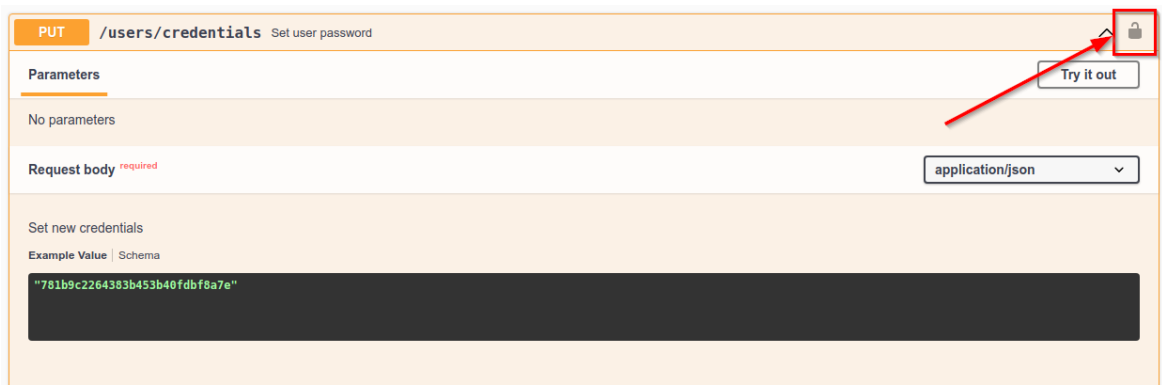 PUT /users/credentials Set user password
Parameters Try it out
No parameters
Request body required application/json
Set new credentials
Example Value Schema
"781b9c2264383b453b40fdbf8a7e"